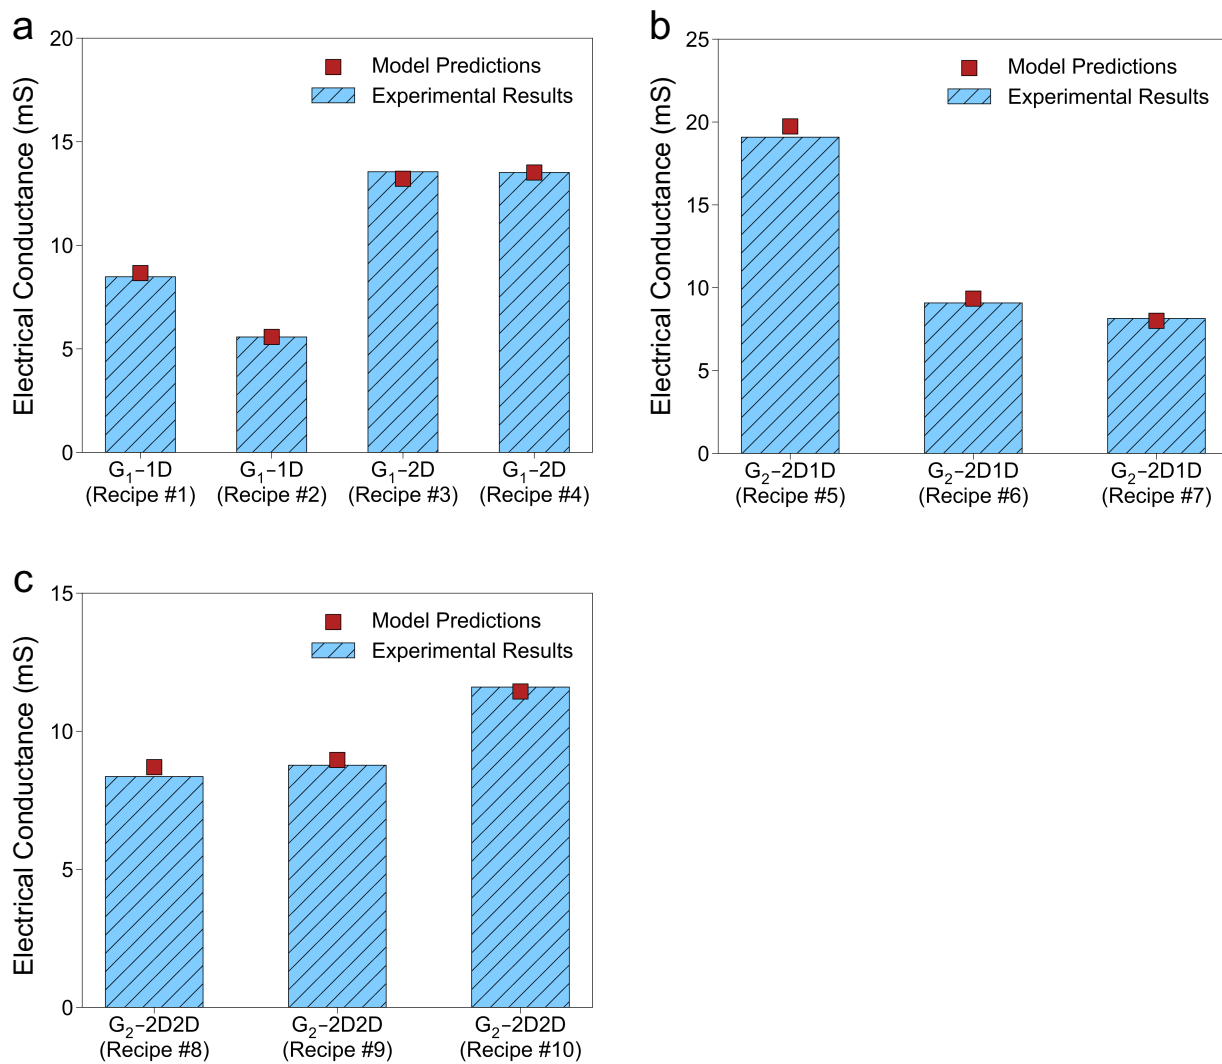 a
Electrical Conductance (mS)
20
15
10
5
0
Model Predictions
Experimental Results
G₁−1D
(Recipe #1)
G₁−1D
(Recipe #2)
G₁−2D
(Recipe #3)
G₁−2D
(Recipe #4)
b
Electrical Conductance (mS)
25
20
15
10
5
0
Model Predictions
Experimental Results
G₂−2D1D
(Recipe #5)
G₂−2D1D
(Recipe #6)
G₂−2D1D
(Recipe #7)
c
Electrical Conductance (mS)
15
10
5
0
Model Predictions
Experimental Results
G₂−2D2D
(Recipe #8)
G₂−2D2D
(Recipe #9)
G₂−2D2D
(Recipe #10)